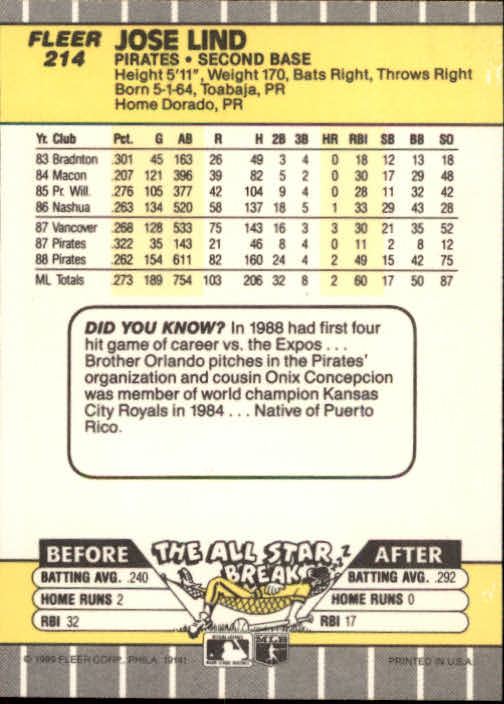 FLEER
214
JOSE LIND
PIRATES • SECOND BASE
Height 5'11", Weight 170, Bats Right, Throws Right
Born 5-1-64, Toabaja, PR
Home Dorado, PR
Yr. Club Pct. G AB R H 2B 3B HR RBI SB BB SO
83 Bradnton .301 45 163 26 49 3 4 0 18 12 13 18
84 Macon .207 121 396 39 82 5 2 0 30 17 29 48
85 Pr. Will. .276 105 377 42 104 9 4 0 28 11 32 42
86 Nashua .263 134 520 58 137 18 5 1 33 29 43 28
87 Vancover .268 128 533 75 143 16 3 3 30 21 35 52
87 Pirates .322 35 143 21 46 8 4 0 11 2 8 12
88 Pirates .262 154 611 82 160 24 4 2 49 15 42 75
ML Totals .273 189 754 103 206 32 8 2 60 17 50 87
DID YOU KNOW? In 1988 had first four
hit game of career vs. the Expos . . .
Brother Orlando pitches in the Pirates'
organization and cousin Onix Concepcion
was member of world champion Kansas
City Royals in 1984 . . . Native of Puerto
Rico.
BEFORE THE ALL STAR BREAK AFTER
BATTING AVG. .240 BATTING AVG. .292
HOME RUNS 2 HOME RUNS 0
RBI 32 RBI 17
© 1989 FLEER CORP., PHILA. 19141 MLB PRINTED IN U.S.A.